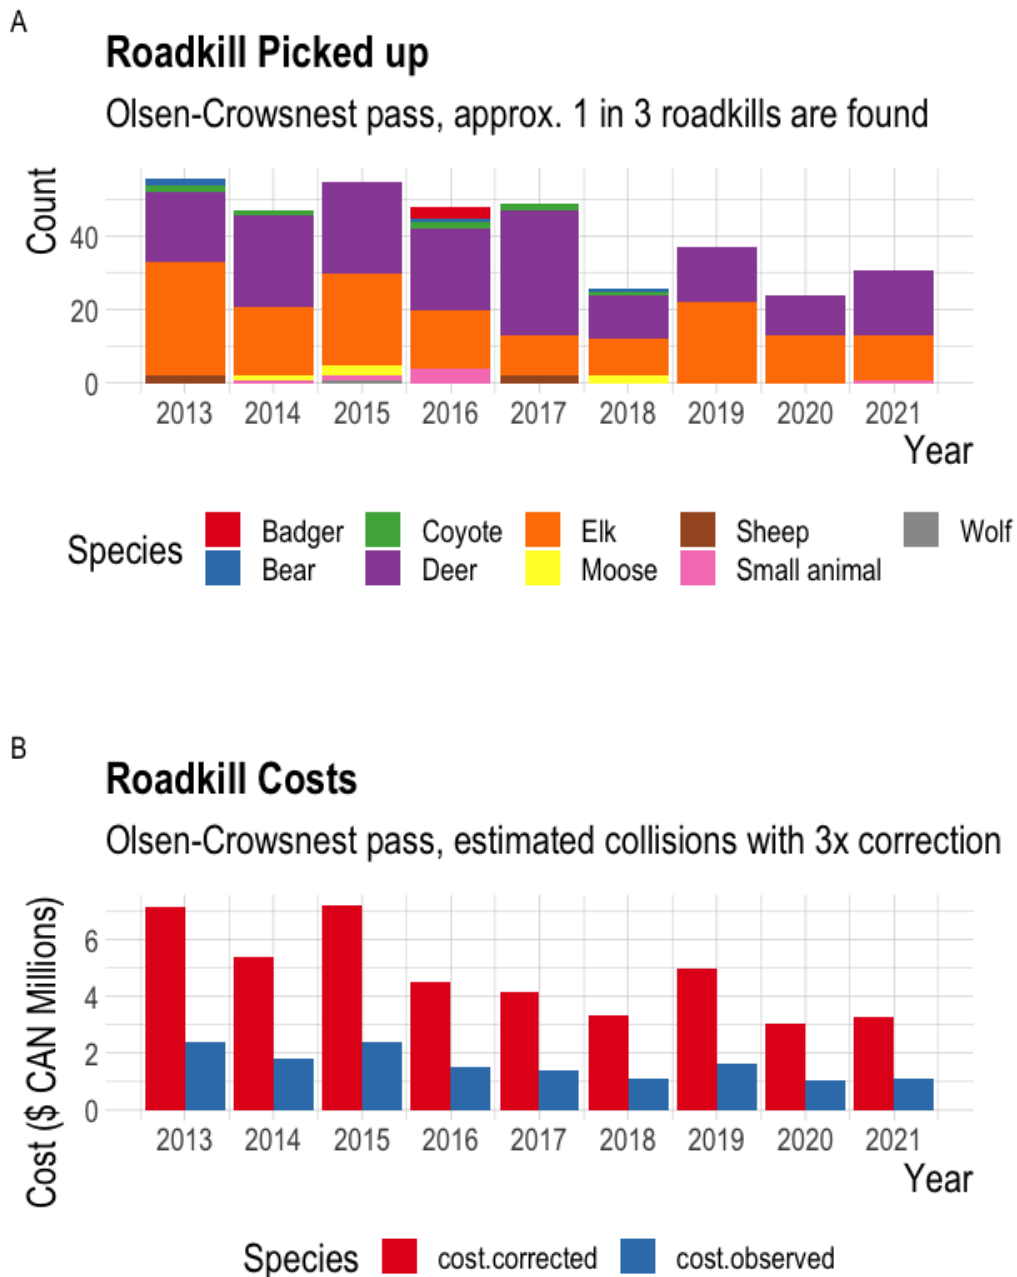 A
Roadkill Picked up
Olsen-Crowsnest pass, approx. 1 in 3 roadkills are found
Count
40
20
0
2013 2014 2015 2016 2017 2018 2019 2020 2021
Year
Species
Badger Coyote Elk Sheep Wolf
Bear Deer Moose Small animal
B
Roadkill Costs
Olsen-Crowsnest pass, estimated collisions with 3x correction
Cost ($ CAN Millions)
6
4
2
0
2013 2014 2015 2016 2017 2018 2019 2020 2021
Year
Species cost.corrected cost.observed